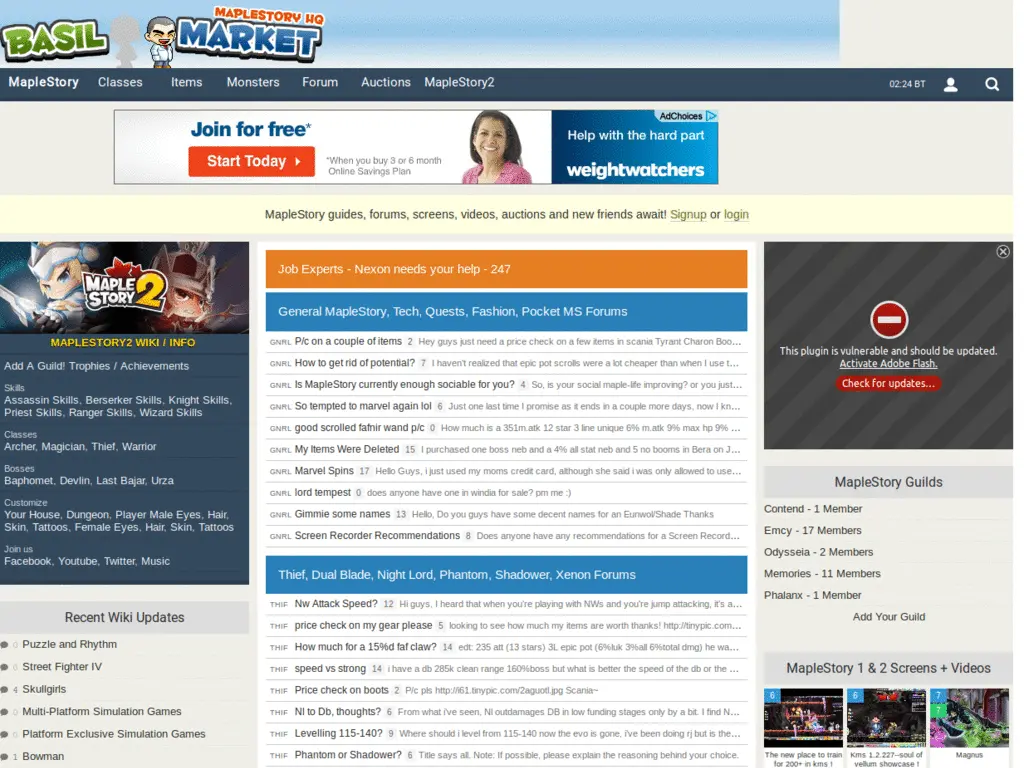 MAPLESTORY HQ
BASIL MARKET
MapleStory Classes Items Monsters Forum Auctions MapleStory2 02:24 BT
AdChoices
Join for free*
Start Today
*When you buy 3 or 6 month
Online Savings Plan
Help with the hard part
weightwatchers
MapleStory guides, forums, screens, videos, auctions and new friends await! Signup or login
MAPLE STORY 2
MAPLESTORY2 WIKI / INFO
Add A Guild! Trophies / Achievements
Skills
Assassin Skills, Berserker Skills, Knight Skills,
Priest Skills, Ranger Skills, Wizard Skills
Classes
Archer, Magician, Thief, Warrior
Bosses
Baphomet, Devlin, Last Bajar, Urza
Customize
Your House, Dungeon, Player Male Eyes, Hair,
Skin, Tattoos, Female Eyes, Hair, Skin, Tattoos
Join us
Facebook, Youtube, Twitter, Music
Recent Wiki Updates
0 Puzzle and Rhythm
0 Street Fighter IV
4 Skullgirls
0 Multi-Platform Simulation Games
0 Platform Exclusive Simulation Games
1 Bowman
Job Experts - Nexon needs your help - 247
General MapleStory, Tech, Quests, Fashion, Pocket MS Forums
GNRL P/c on a couple of items 2 Hey guys just need a price check on a few items in scania Tyrant Charon Boo...
GNRL How to get rid of potential? 7 I haven't realized that epic pot scrolls were a lot cheaper than when I use t...
GNRL Is MapleStory currently enough sociable for you? 4 So, is your social maple-life improving? or you just...
GNRL So tempted to marvel again lol 6 Just one last time I promise as it ends in a couple more days, now I kn...
GNRL good scrolled fafnir wand p/c 0 How much is a 351m.atk 12 star 3 line unique 6% m.atk 9% max hp 9% ...
GNRL My Items Were Deleted 15 I purchased one boss neb and a 4% all stat neb and 5 no booms in Bera on J...
GNRL Marvel Spins 17 Hello Guys, i just used my moms credit card, although she said i was only allowed to use...
GNRL lord tempest 0 does anyone have one in windia for sale? pm me :)
GNRL Gimmie some names 13 Hello, Do you guys have some decent names for an Eunwol/Shade Thanks
GNRL Screen Recorder Recommendations 8 Does anyone have any recommendations for a Screen Record...
Thief, Dual Blade, Night Lord, Phantom, Shadower, Xenon Forums
THIF Nw Attack Speed? 12 Hi guys, I heard that when you're playing with NWs and you're jump attacking, it's a...
THIF price check on my gear please 5 looking to see how much my items are worth thanks! http://tinypic.com...
THIF How much for a 15%d faf claw? 14 edt: 235 att (13 stars) 3L epic pot (6%luk 3%all 6%total dmg) he wa...
THIF speed vs strong 14 i have a db 285k clean range 160%boss but what is better the speed of the db or the ...
THIF Price check on boots 2 P/c pls http://i61.tinypic.com/2aguotl.jpg Scania~
THIF Nl to Db, thoughts? 6 From what i've seen, Nl outdamages DB in low funding stages only by a bit. I find N...
THIF Levelling 115-140? 9 Where should i level from 115-140 now the evo is gone, i've been doing rj but is the...
THIF Phantom or Shadower? 6 Title says all. Note: If possible, please explain the reasoning behind your choice.
This plugin is vulnerable and should be updated.
Activate Adobe Flash.
Check for updates...
MapleStory Guilds
Contend - 1 Member
Emcy - 17 Members
Odysseia - 2 Members
Memories - 11 Members
Phalanx - 1 Member
Add Your Guild
MapleStory 1 & 2 Screens + Videos
6 6 7
7
The new place to train
for 200+ in kms !
Kms 1.2.227~soul of
vellum showcase !
Magnus